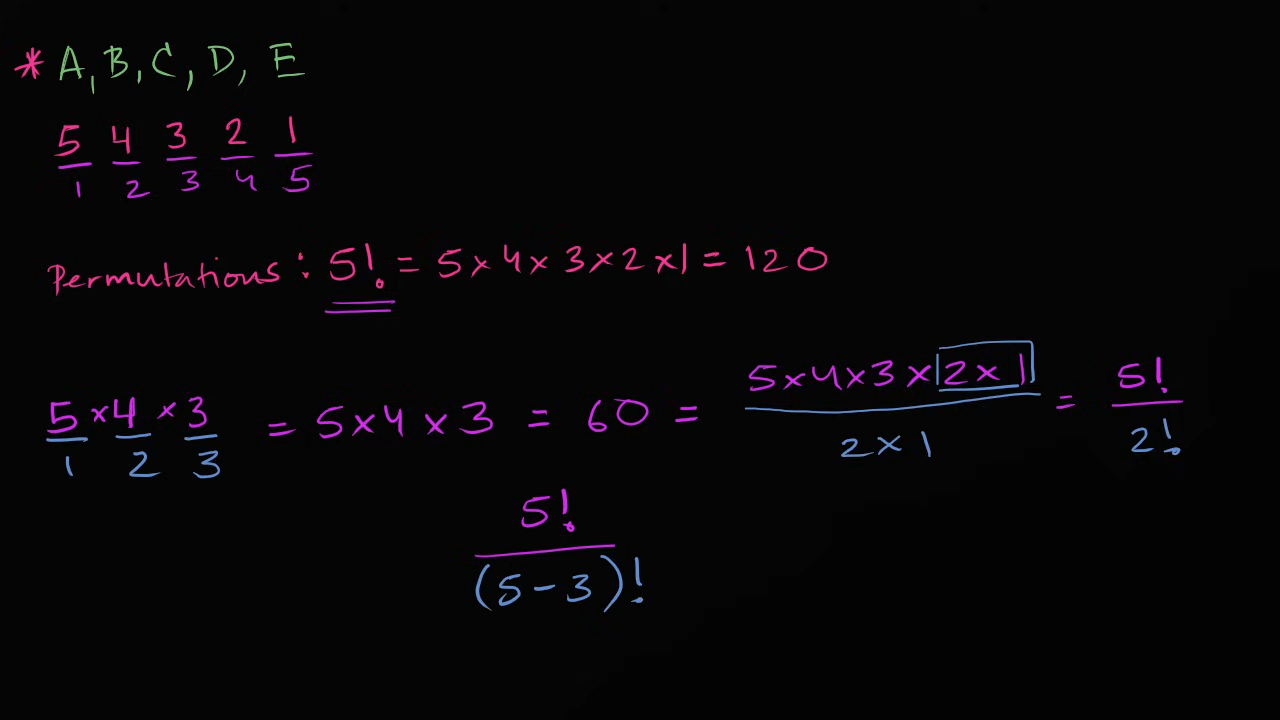 * A, B, C, D, E
5 4 3 2 1
1 2 3 4 5
Permutations: 5! = 5 x 4 x 3 x 2 x 1 = 120
5 x 4 x 3 = 5 x 4 x 3 = 60 = 5 x 4 x 3 x 2 x 1 = 5!
1 2 3 2 x 1 2!
5!
(5 - 3)!